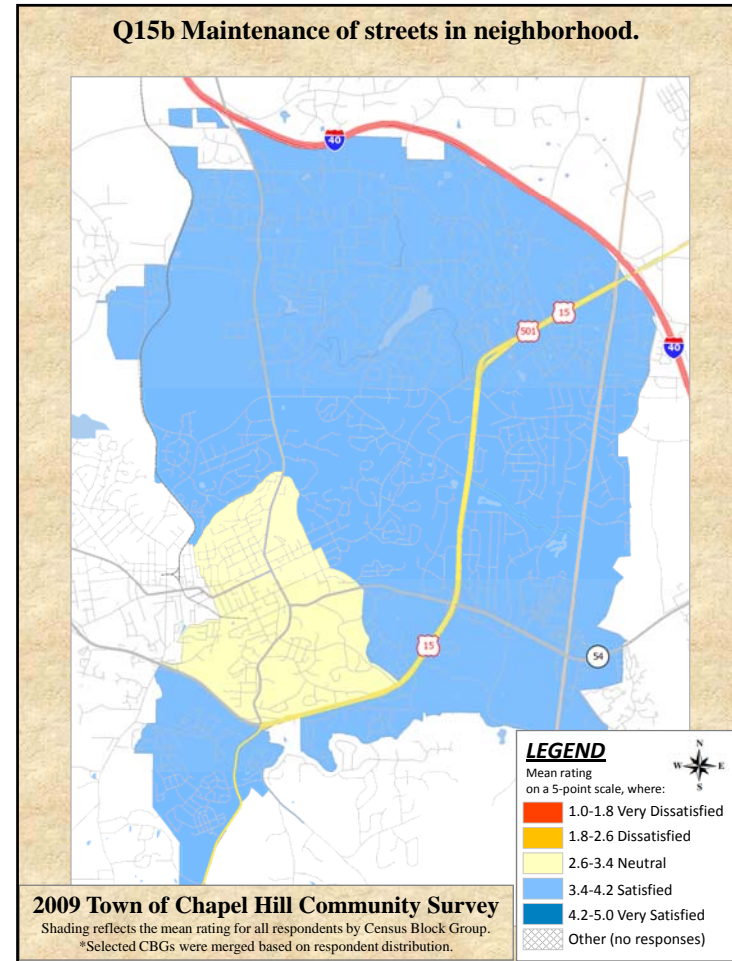 Q15b Maintenance of streets in neighborhood.
40
15
501
40
15
54
LEGEND
Mean rating
on a 5-point scale, where:
N
W E
S
1.0-1.8 Very Dissatisfied
1.8-2.6 Dissatisfied
2.6-3.4 Neutral
3.4-4.2 Satisfied
4.2-5.0 Very Satisfied
Other (no responses)
2009 Town of Chapel Hill Community Survey
Shading reflects the mean rating for all respondents by Census Block Group.
*Selected CBGs were merged based on respondent distribution.